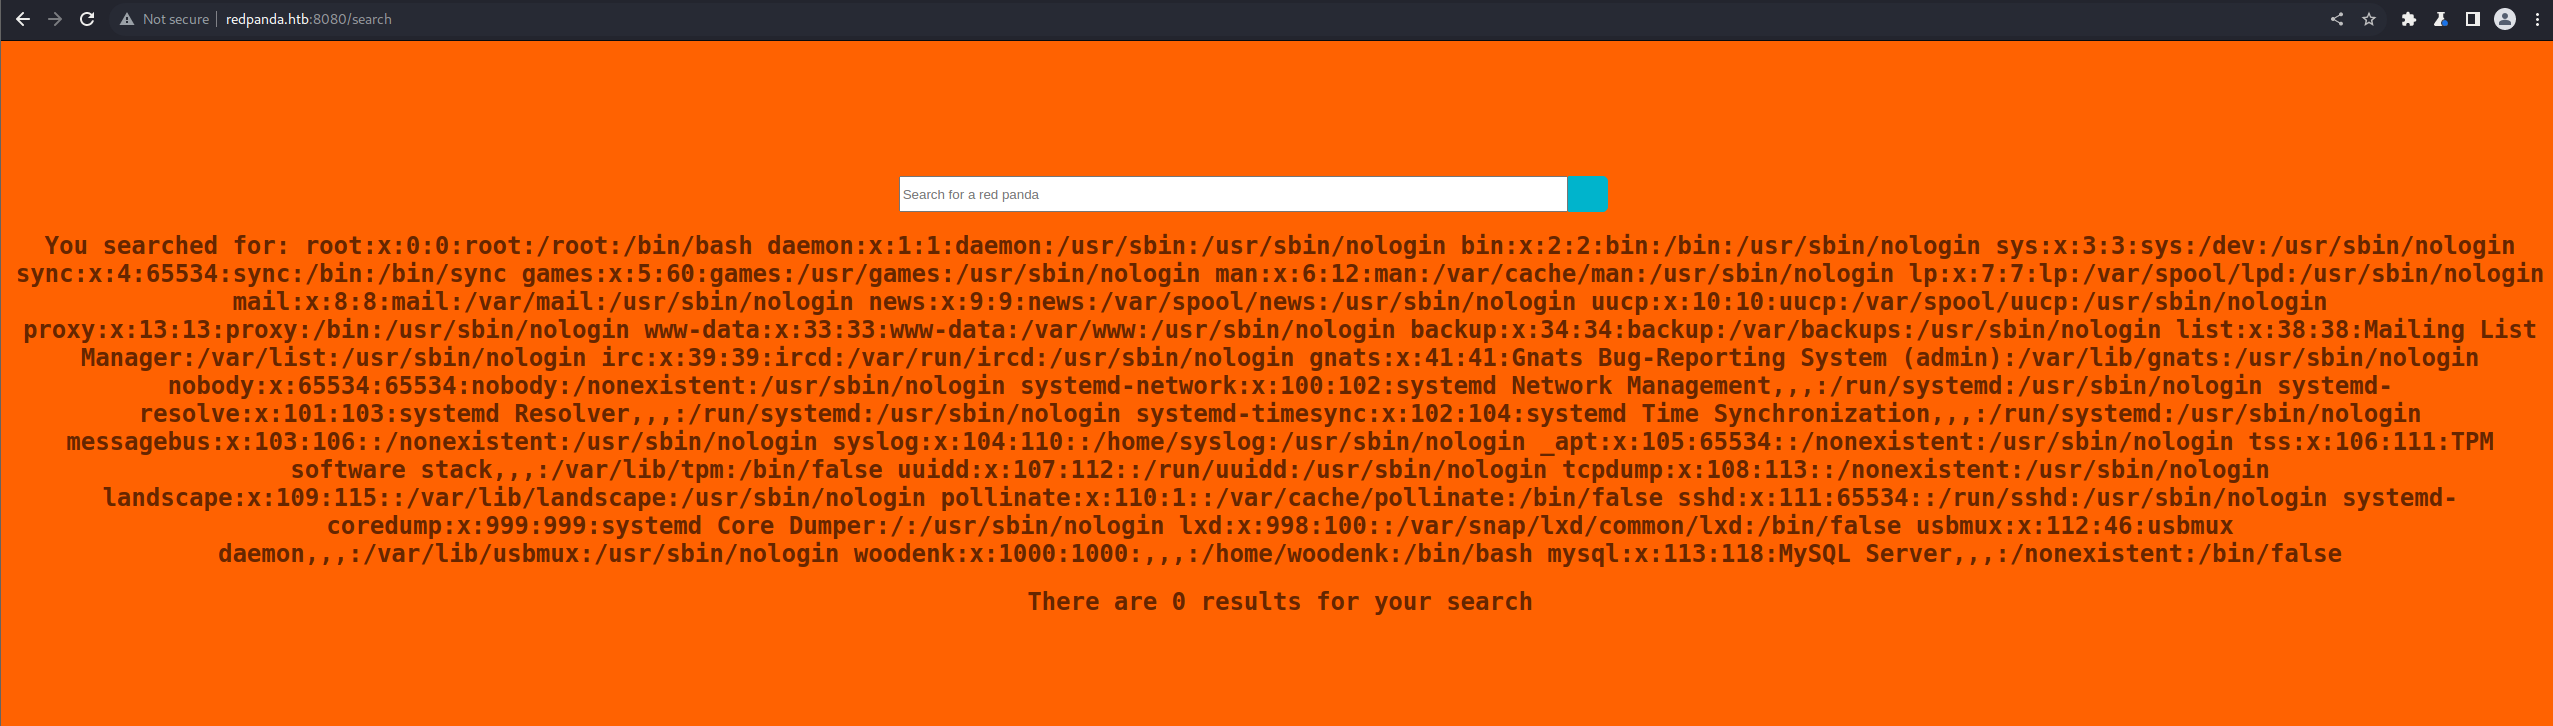 Not secure redpanda.htb:8080/search
Search for a red panda
You searched for: root:x:0:0:root:/root:/bin/bash daemon:x:1:1:daemon:/usr/sbin:/usr/sbin/nologin bin:x:2:2:bin:/bin:/usr/sbin/nologin sys:x:3:3:sys:/dev:/usr/sbin/nologin
sync:x:4:65534:sync:/bin:/bin/sync games:x:5:60:games:/usr/games:/usr/sbin/nologin man:x:6:12:man:/var/cache/man:/usr/sbin/nologin lp:x:7:7:lp:/var/spool/lpd:/usr/sbin/nologin
mail:x:8:8:mail:/var/mail:/usr/sbin/nologin news:x:9:9:news:/var/spool/news:/usr/sbin/nologin uucp:x:10:10:uucp:/var/spool/uucp:/usr/sbin/nologin
proxy:x:13:13:proxy:/bin:/usr/sbin/nologin www-data:x:33:33:www-data:/var/www:/usr/sbin/nologin backup:x:34:34:backup:/var/backups:/usr/sbin/nologin list:x:38:38:Mailing List
Manager:/var/list:/usr/sbin/nologin irc:x:39:39:ircd:/var/run/ircd:/usr/sbin/nologin gnats:x:41:41:Gnats Bug-Reporting System (admin):/var/lib/gnats:/usr/sbin/nologin
nobody:x:65534:65534:nobody:/nonexistent:/usr/sbin/nologin systemd-network:x:100:102:systemd Network Management,,,:/run/systemd:/usr/sbin/nologin systemd-
resolve:x:101:103:systemd Resolver,,,:/run/systemd:/usr/sbin/nologin systemd-timesync:x:102:104:systemd Time Synchronization,,,:/run/systemd:/usr/sbin/nologin
messagebus:x:103:106::/nonexistent:/usr/sbin/nologin syslog:x:104:110::/home/syslog:/usr/sbin/nologin _apt:x:105:65534::/nonexistent:/usr/sbin/nologin tss:x:106:111:TPM
software stack,,,:/var/lib/tpm:/bin/false uuidd:x:107:112::/run/uuidd:/usr/sbin/nologin tcpdump:x:108:113::/nonexistent:/usr/sbin/nologin
landscape:x:109:115::/var/lib/landscape:/usr/sbin/nologin pollinate:x:110:1::/var/cache/pollinate:/bin/false sshd:x:111:65534::/run/sshd:/usr/sbin/nologin systemd-
coredump:x:999:999:systemd Core Dumper:/:/usr/sbin/nologin lxd:x:998:100::/var/snap/lxd/common/lxd:/bin/false usbmux:x:112:46:usbmux
daemon,,,:/var/lib/usbmux:/usr/sbin/nologin woodenk:x:1000:1000:,,,:/home/woodenk:/bin/bash mysql:x:113:118:MySQL Server,,,:/nonexistent:/bin/false
There are 0 results for your search